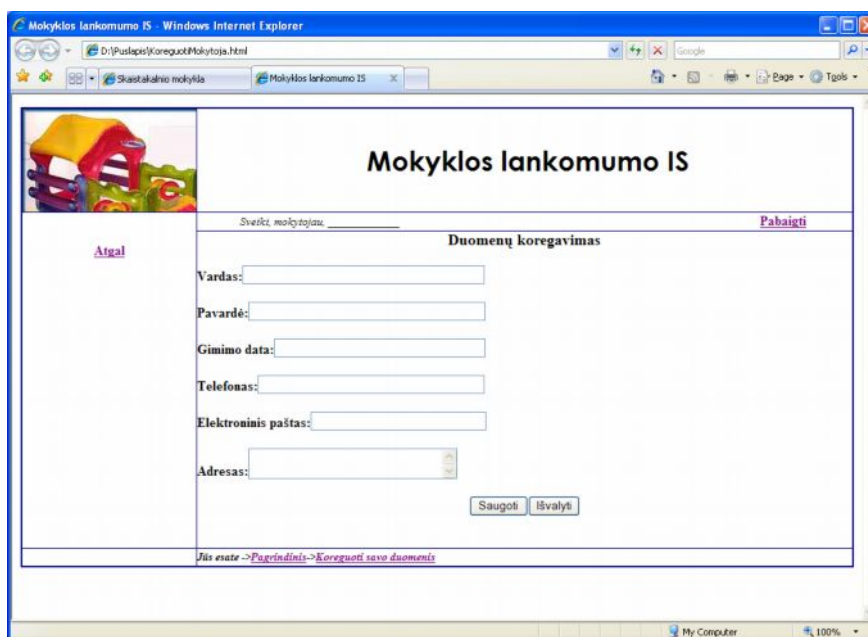 Mokyklos lankomumo IS - Windows Internet Explorer
D:\Puslapis\KoreguotiMokytoja.html
Google
Skaistakalnio mokykla
Mokyklos lankomumo IS
Page
Tools
Mokyklos lankomumo IS
Sveiki, mokytojau, ____________
Pabaigti
Atgal
Duomenų koregavimas
Vardas:
Pavardė:
Gimimo data:
Telefonas:
Elektroninis paštas:
Adresas:
Saugoti
Išvalyti
Jūs esate ->Pagrindinis->Koreguoti savo duomenis
My Computer
100%